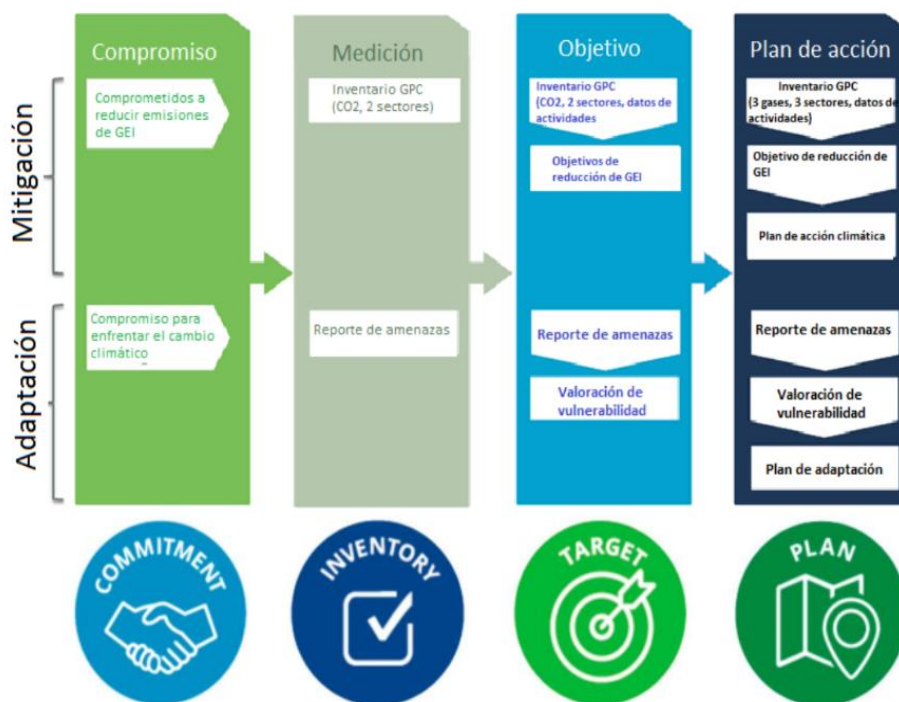 Compromiso
Medición
Objetivo
Plan de acción
Mitigación
Comprometidos a
reducir emisiones
de GEI
Inventario GPC
(CO2, 2 sectores)
Inventario GPC
(CO2, 2 sectores, datos de
actividades
Objetivos de
reducción de GEI
Inventario GPC
(3 gases, 3 sectores, datos de
actividades)
Objetivo de reducción de
GEI
Plan de acción climática
Adaptación
Compromiso para
enfrentar el cambio
climático
Reporte de amenazas
Reporte de amenazas
Valoración de
vulnerabilidad
Reporte de amenazas
Valoración de
vulnerabilidad
Plan de adaptación
COMMITMENT
INVENTORY
TARGET
PLAN